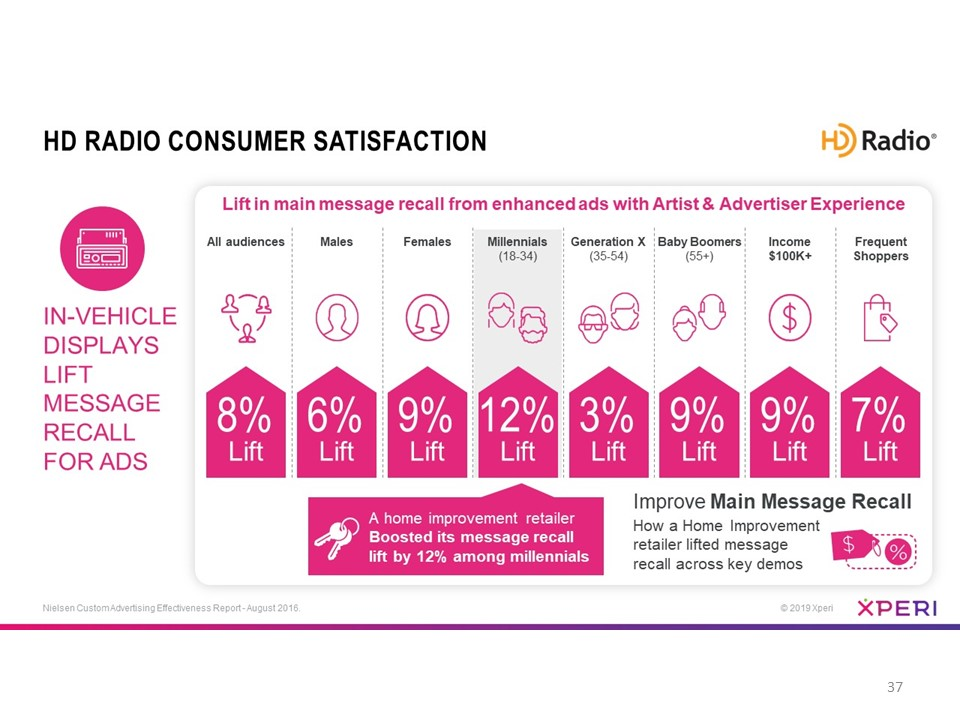 HD RADIO CONSUMER SATISFACTION
HD Radio®
IN-VEHICLE
DISPLAYS
LIFT
MESSAGE
RECALL
FOR ADS
Lift in main message recall from enhanced ads with Artist & Advertiser Experience
All audiences
Males
Females
Millennials
(18-34)
Generation X
(35-54)
Baby Boomers
(55+)
Income
$100K+
Frequent
Shoppers
$
8%
Lift
6%
Lift
9%
Lift
12%
Lift
3%
Lift
9%
Lift
9%
Lift
7%
Lift
A home improvement retailer
Boosted its message recall
lift by 12% among millennials
Improve Main Message Recall
How a Home Improvement
retailer lifted message
recall across key demos
$
%
Nielsen Custom Advertising Effectiveness Report - August 2016.
© 2019 Xperi
XPERI
37